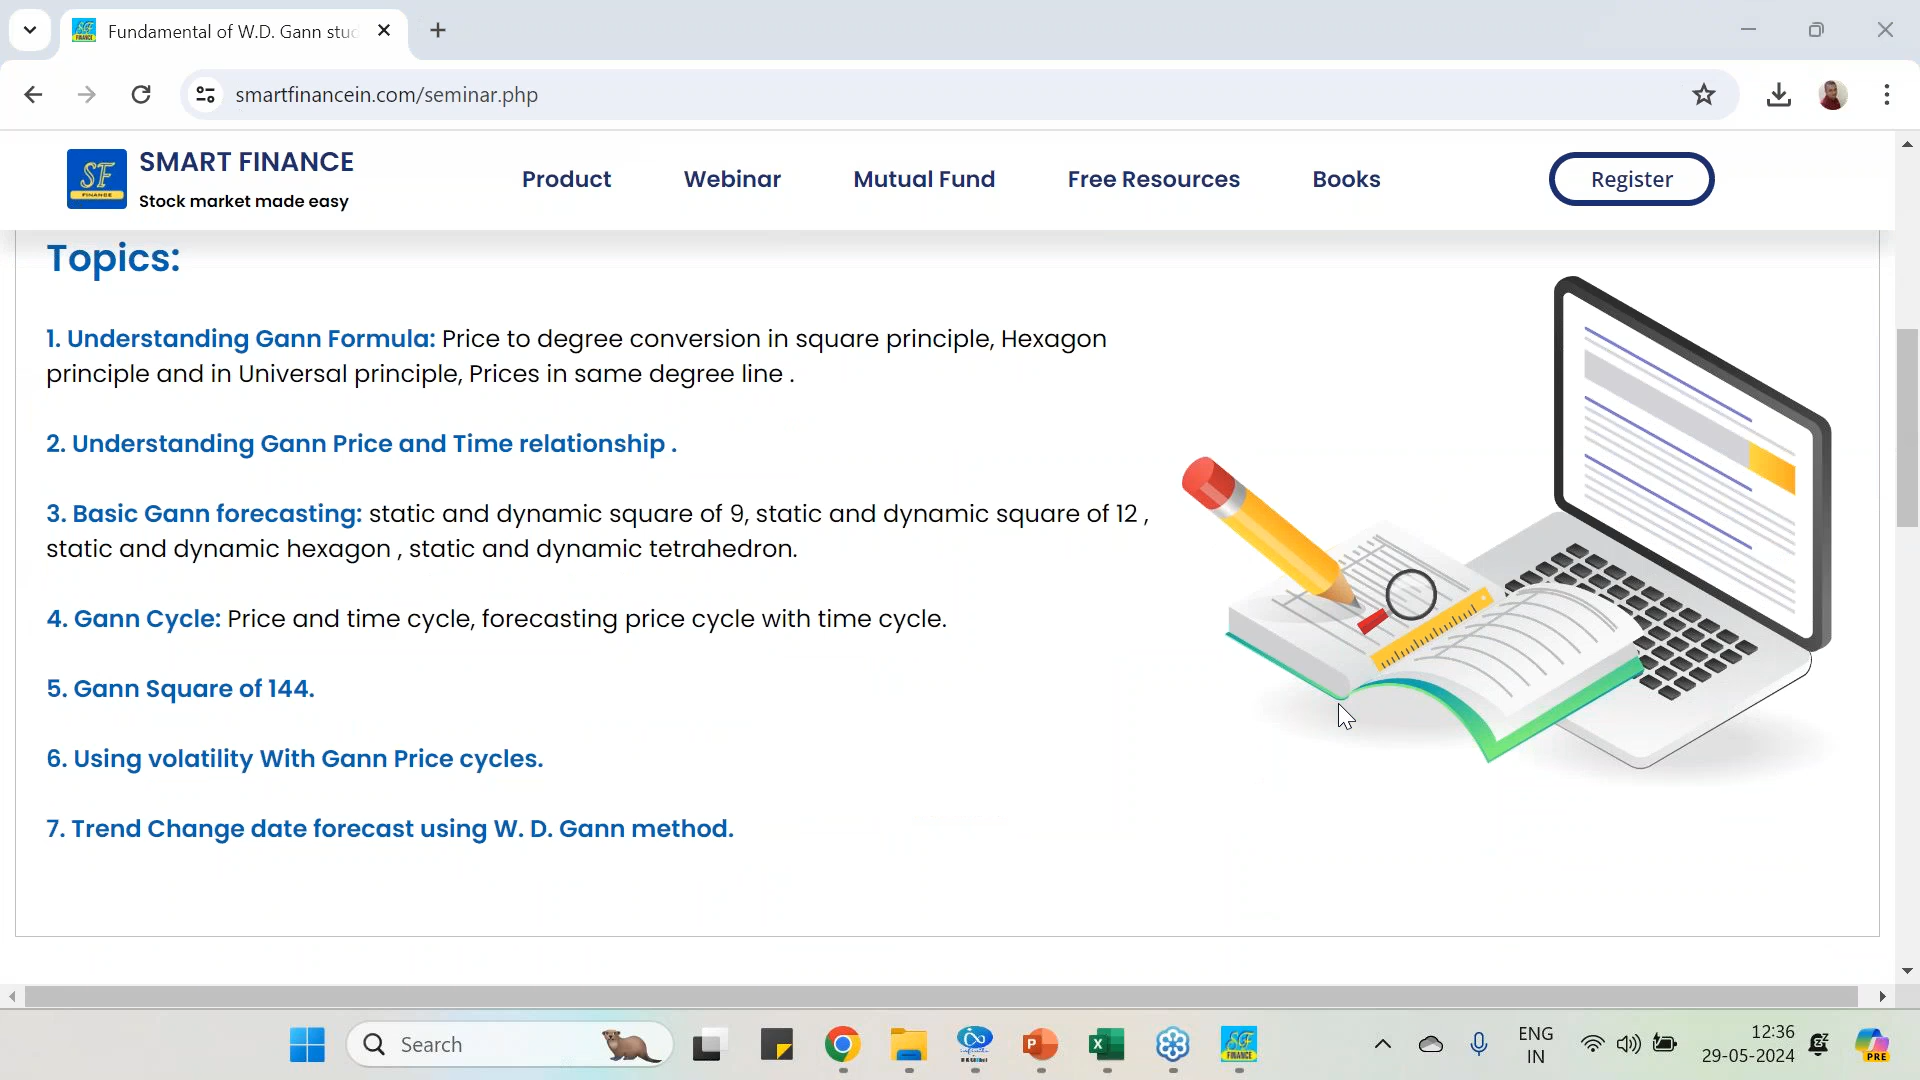 Fundamental of W.D. Gann stuc
smartfinancein.com/seminar.php
SF
FINANCE
SMART FINANCE
Stock market made easy
Product
Webinar
Mutual Fund
Free Resources
Books
Register
Topics:
1. Understanding Gann Formula: Price to degree conversion in square principle, Hexagon
principle and in Universal principle, Prices in same degree line .
2. Understanding Gann Price and Time relationship .
3. Basic Gann forecasting: static and dynamic square of 9, static and dynamic square of 12 ,
static and dynamic hexagon , static and dynamic tetrahedron.
4. Gann Cycle: Price and time cycle, forecasting price cycle with time cycle.
5. Gann Square of 144.
6. Using volatility With Gann Price cycles.
7. Trend Change date forecast using W. D. Gann method.
Search
P
X
SF
FINANCE
ENG
IN
12:36
29-05-2024
PRE